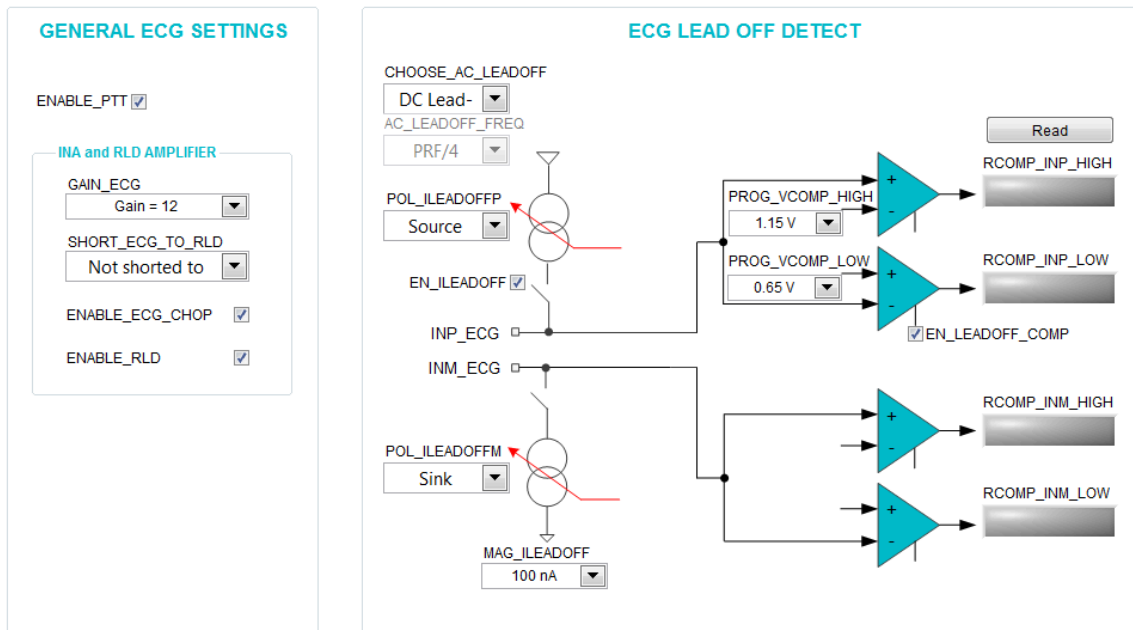 GENERAL ECG SETTINGS
ENABLE_PTT
INA and RLD AMPLIFIER
GAIN_ECG
Gain = 12
SHORT_ECG_TO_RLD
Not shorted to
ENABLE_ECG_CHOP
ENABLE_RLD
ECG LEAD OFF DETECT
CHOOSE_AC_LEADOFF
DC Lead-
AC_LEADOFF_FREQ
PRF/4
POL_ILEADOFFP
Source
EN_ILEADOFF
INP_ECG
INM_ECG
POL_ILEADOFFM
Sink
MAG_ILEADOFF
100 nA
PROG_VCOMP_HIGH
1.15 V
PROG_VCOMP_LOW
0.65 V
+
-
+
-
EN_LEADOFF_COMP
+
-
+
-
Read
RCOMP_INP_HIGH
RCOMP_INP_LOW
RCOMP_INM_HIGH
RCOMP_INM_LOW